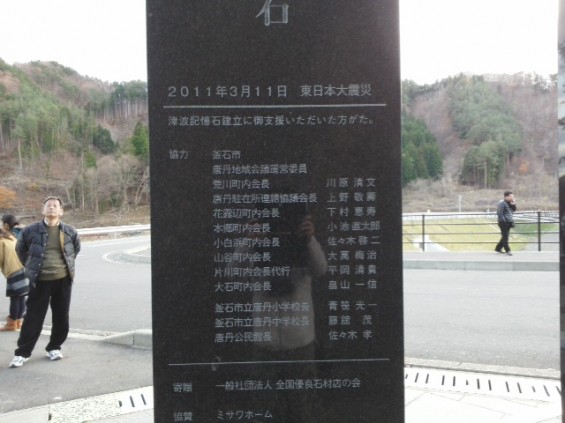 石
2011年3月11日 東日本大震災
津波記憶石建立に御支援いただいた方がた。
協力 釜石市
唐丹地域会議運営委員
荒川町内会長 川原 清文
唐丹駐在所連絡協議会長 上野 敬壽
花露辺町内会長 下村 恵寿
本郷町内会長 小池 直太郎
小白浜町内会長 佐々木 啓二
山谷町内会長 大萬 梅治
片川町内会長代行 平岡 清貴
大石町内会長 畠山 一信
釜石市立唐丹小学校長 青笹 光一
釜石市立唐丹中学校長 藤舘 茂
唐丹公民館長 佐々木 孝
寄贈 一般社団法人 全国優良石材店の会
協賛 ミサワホーム